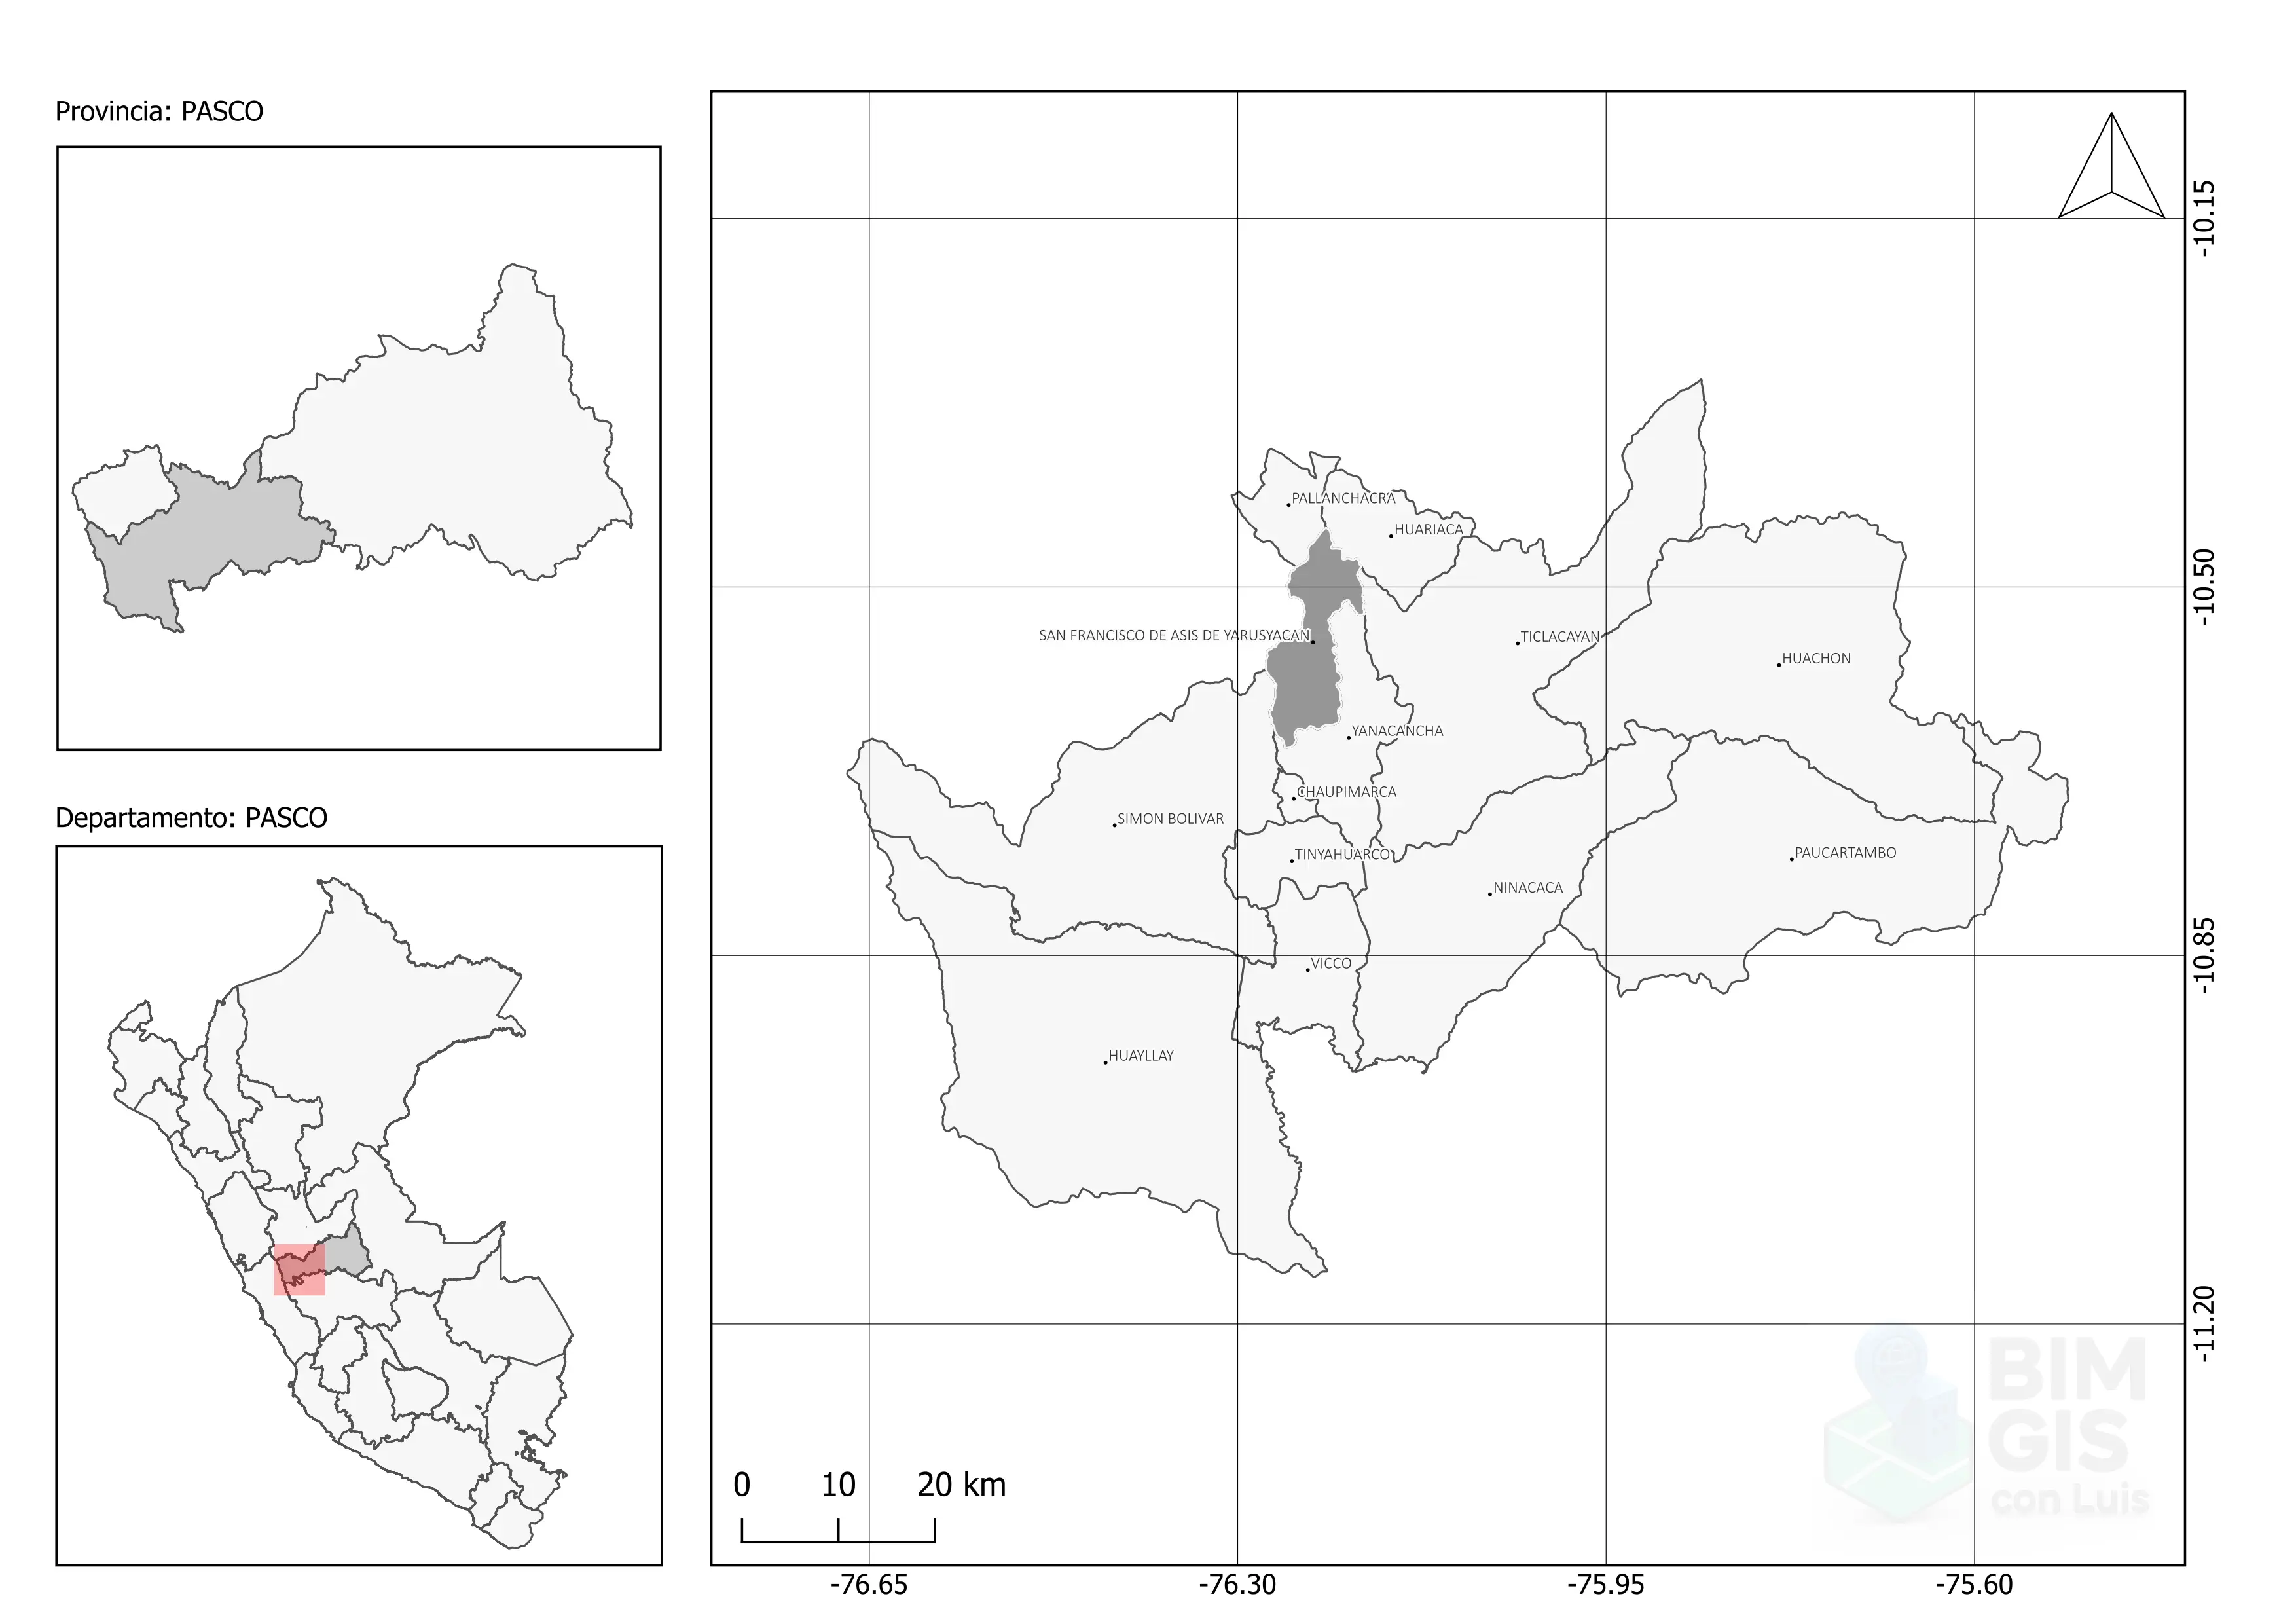 Provincia: PASCO
Departamento: PASCO
PALLANCHACRA
HUARIACA
SAN FRANCISCO DE ASIS DE YARUSYACAN
TICLACAYAN
HUACHON
YANACANCHA
CHAUPIMARCA
SIMON BOLIVAR
TINYAHUARCO
PAUCARTAMBO
NINACACA
VICCO
HUAYLLAY
-10.15
-10.50
-10.85
-11.20
BIM
GIS
con Luis
0 10 20 km
-76.65 -76.30 -75.95 -75.60